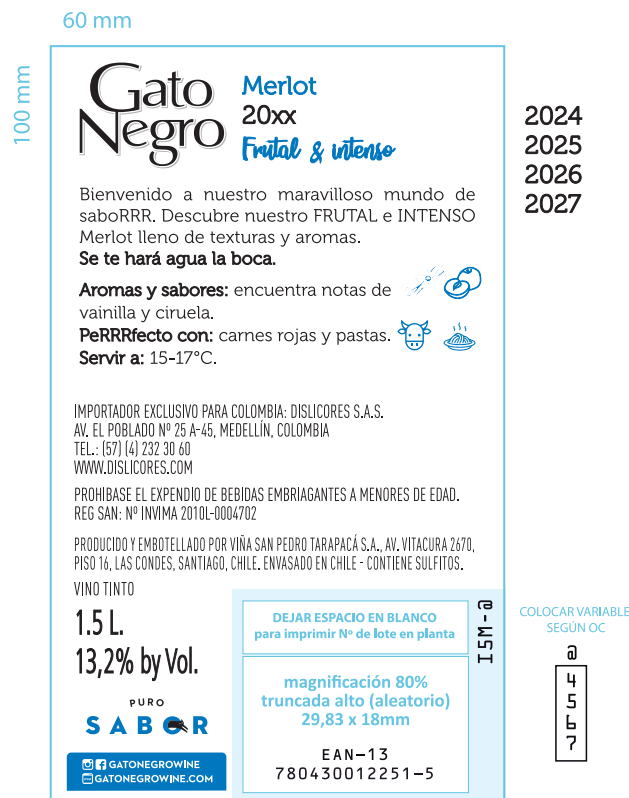 60 mm
100 mm
Gato
Negro
Merlot
20xx
Frutal & intenso
2024
2025
2026
2027
Bienvenido a nuestro maravilloso mundo de
saboRRR. Descubre nuestro FRUTAL e INTENSO
Merlot lleno de texturas y aromas.
Se te hará agua la boca.
Aromas y sabores: encuentra notas de
vainilla y ciruela.
PeRRRfecto con: carnes rojas y pastas.
Servir a: 15-17°C.
IMPORTADOR EXCLUSIVO PARA COLOMBIA: DISLICORES S.A.S.
AV. EL POBLADO Nº 25 A-45, MEDELLÍN, COLOMBIA
TEL.: (57) (4) 232 30 60
WWW.DISLICORES.COM
PROHIBASE EL EXPENDIO DE BEBIDAS EMBRIAGANTES A MENORES DE EDAD.
REG SAN: Nº INVIMA 2010L-0004702
PRODUCIDO Y EMBOTELLADO POR VIÑA SAN PEDRO TARAPACÁ S.A., AV. VITACURA 2670,
PISO 16, LAS CONDES, SANTIAGO, CHILE. ENVASADO EN CHILE - CONTIENE SULFITOS.
VINO TINTO
1.5 L.
13,2% by Vol.
PURO
SABOR
GATONEGROWINE
GATONEGROWINE.COM
DEJAR ESPACIO EN BLANCO
para imprimir Nº de lote en planta
I5M-@
magnificación 80%
truncada alto (aleatorio)
29,83 x 18mm
EAN-13
780430012251-5
COLOCAR VARIABLE
SEGÚN OC
@
4
5
6
7